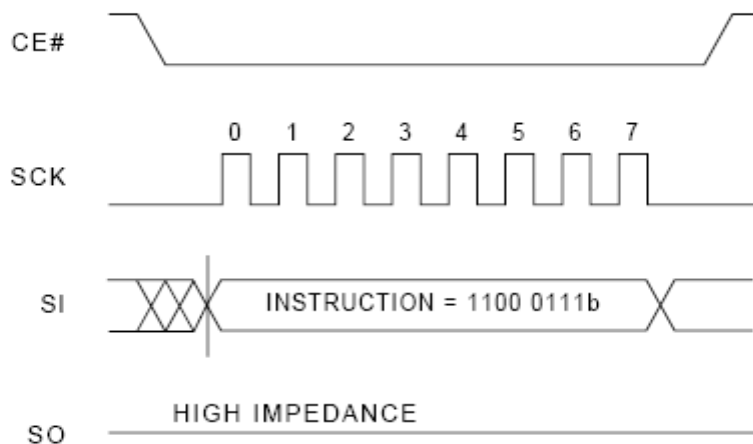 CE#
0 1 2 3 4 5 6 7
SCK
SI INSTRUCTION = 1100 0111b
HIGH IMPEDANCE
SO